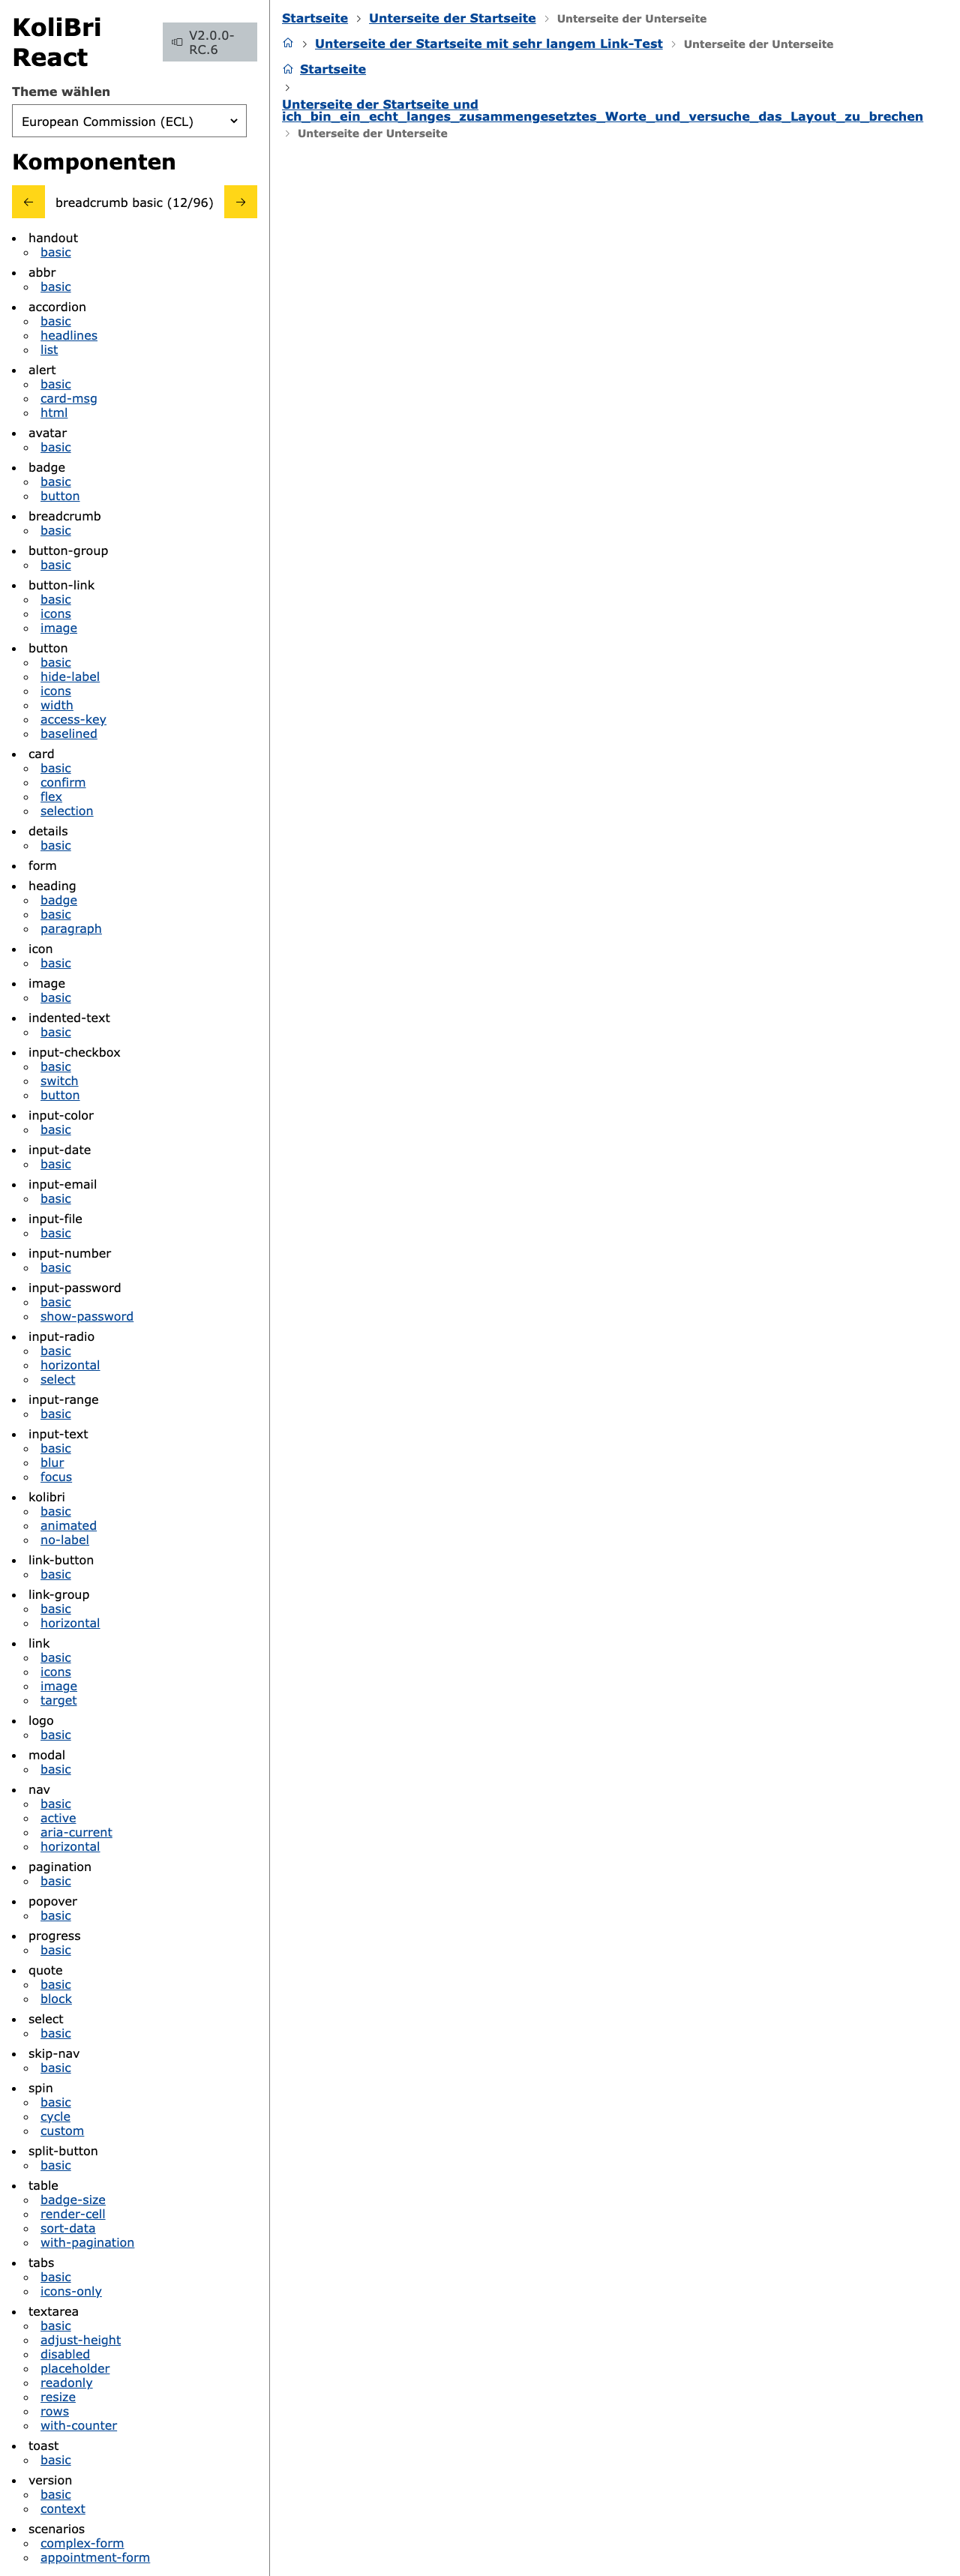 KoliBri
React
V2.0.0-
RC.6
Theme wählen
European Commission (ECL)
Komponenten
breadcrumb basic (12/96)
handout
basic
abbr
basic
accordion
basic
headlines
list
alert
basic
card-msg
html
avatar
basic
badge
basic
button
breadcrumb
basic
button-group
basic
button-link
basic
icons
image
button
basic
hide-label
icons
width
access-key
baselined
card
basic
confirm
flex
selection
details
basic
form
heading
badge
basic
paragraph
icon
basic
image
basic
indented-text
basic
input-checkbox
basic
switch
button
input-color
basic
input-date
basic
input-email
basic
input-file
basic
input-number
basic
input-password
basic
show-password
input-radio
basic
horizontal
select
input-range
basic
input-text
basic
blur
focus
kolibri
basic
animated
no-label
link-button
basic
link-group
basic
horizontal
link
basic
icons
image
target
logo
basic
modal
basic
nav
basic
active
aria-current
horizontal
pagination
basic
popover
basic
progress
basic
quote
basic
block
select
basic
skip-nav
basic
spin
basic
cycle
custom
split-button
basic
table
badge-size
render-cell
sort-data
with-pagination
tabs
basic
icons-only
textarea
basic
adjust-height
disabled
placeholder
readonly
resize
rows
with-counter
toast
basic
version
basic
context
scenarios
complex-form
appointment-form
Startseite > Unterseite der Startseite > Unterseite der Unterseite
> Unterseite der Startseite mit sehr langem Link-Test > Unterseite der Unterseite
Startseite
>
Unterseite der Startseite und
ich_bin_ein_echt_langes_zusammengesetztes_Worte_und_versuche_das_Layout_zu_brechen
> Unterseite der Unterseite